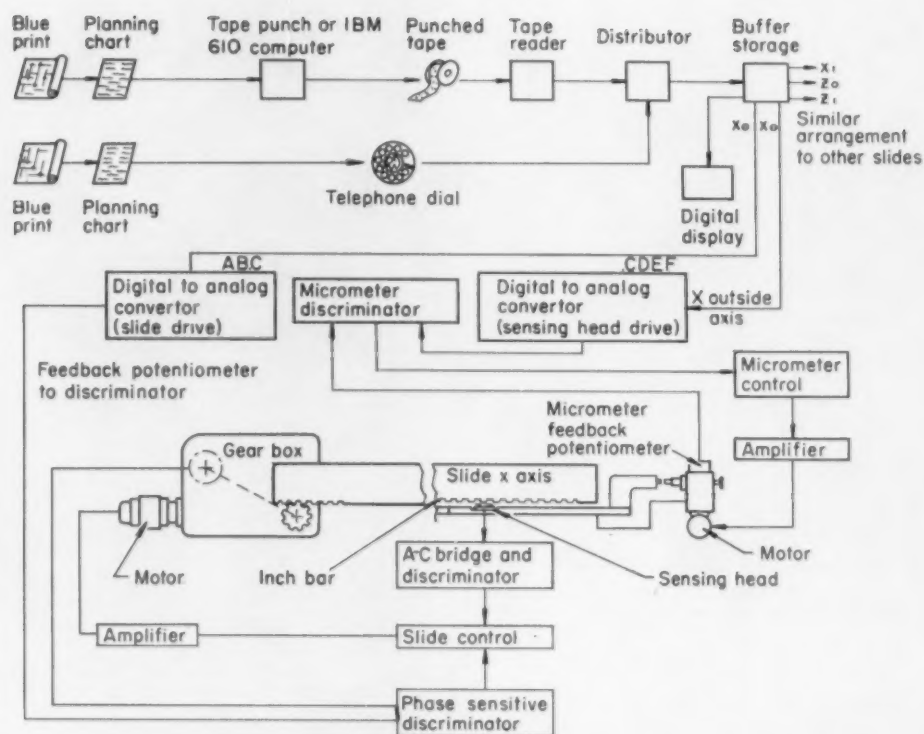 Blue
print
Planning
chart
Tape punch or IBM
610 computer
Punched
tape
Tape
reader
Distributor
Buffer
storage
X₁
Z₀
Z₁
X₀ X₀
Similar
arrangement
to other slides
Telephone dial
Blue
print
Planning
chart
Digital
display
A.B.C
Digital to analog
convertor
(slide drive)
Micrometer
discriminator
.CDEF
Digital to analog
convertor
(sensing head drive)
X outside
axis
Feedback potentiometer
to discriminator
Micrometer
control
Micrometer
feedback
potentiometer
Amplifier
Gear box
Slide x axis
Motor
Inch bar
A-C bridge and
discriminator
Sensing head
Motor
Amplifier
Slide control
Phase sensitive
discriminator